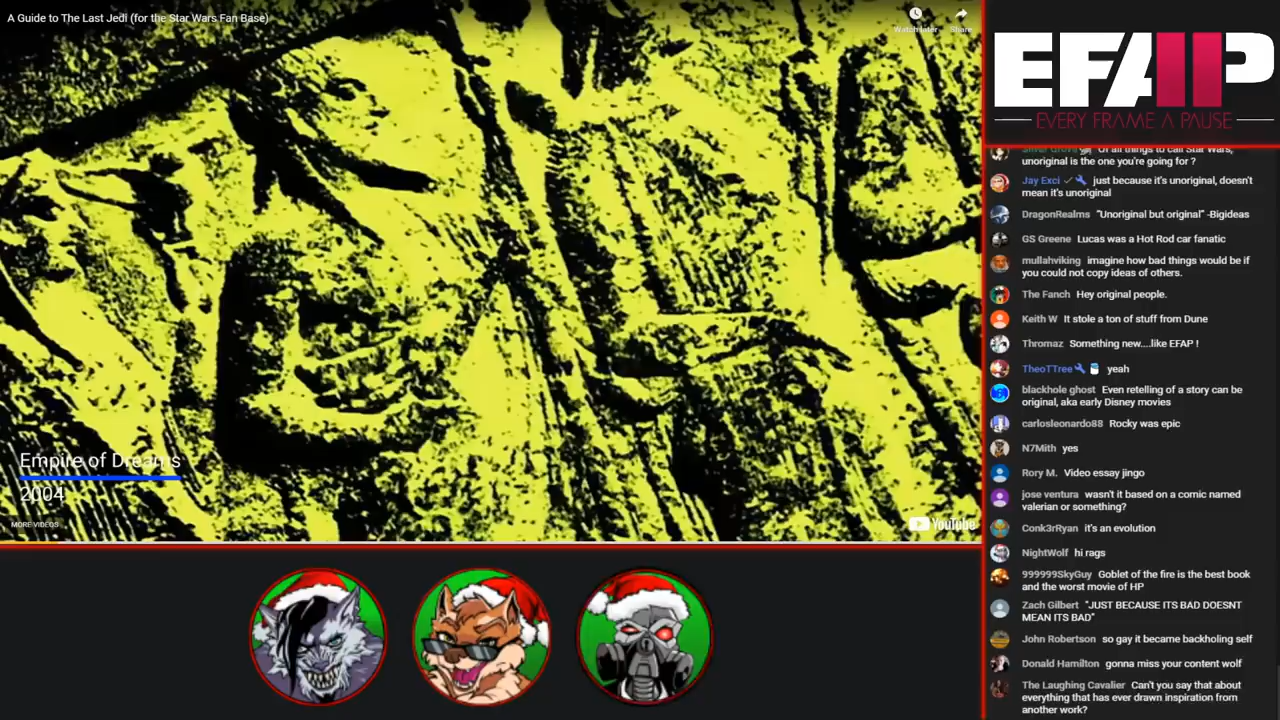 A Guide to The Last Jedi (for the Star Wars Fan Base)
Watch later
Share
Empire of Dreams
2004
MORE VIDEOS
YouTube
EFAP
EVERY FRAME A PAUSE
Of all things to call Star Wars,
unoriginal is the one you're going for ?
Jay Exci just because it's unoriginal, doesn't
mean it's unoriginal
DragonRealms "Unoriginal but original" -Bigideas
GS Greene Lucas was a Hot Rod car fanatic
mullahviking imagine how bad things would be if
you could not copy ideas of others.
The Fanch Hey original people.
Keith W It stole a ton of stuff from Dune
Thromaz Something new....like EFAP !
TheoTTree yeah
blackhole ghost Even retelling of a story can be
original, aka early Disney movies
carlosleonardo88 Rocky was epic
N7Mith yes
Rory M. Video essay jingo
jose ventura wasn't it based on a comic named
valerian or something?
Conk3rRyan it's an evolution
NightWolf hi rags
999999SkyGuy Goblet of the fire is the best book
and the worst movie of HP
Zach Gilbert "JUST BECAUSE ITS BAD DOESNT
MEAN ITS BAD"
John Robertson so gay it became backholing self
Donald Hamilton gonna miss your content wolf
The Laughing Cavalier Can't you say that about
everything that has ever drawn inspiration from
another work?